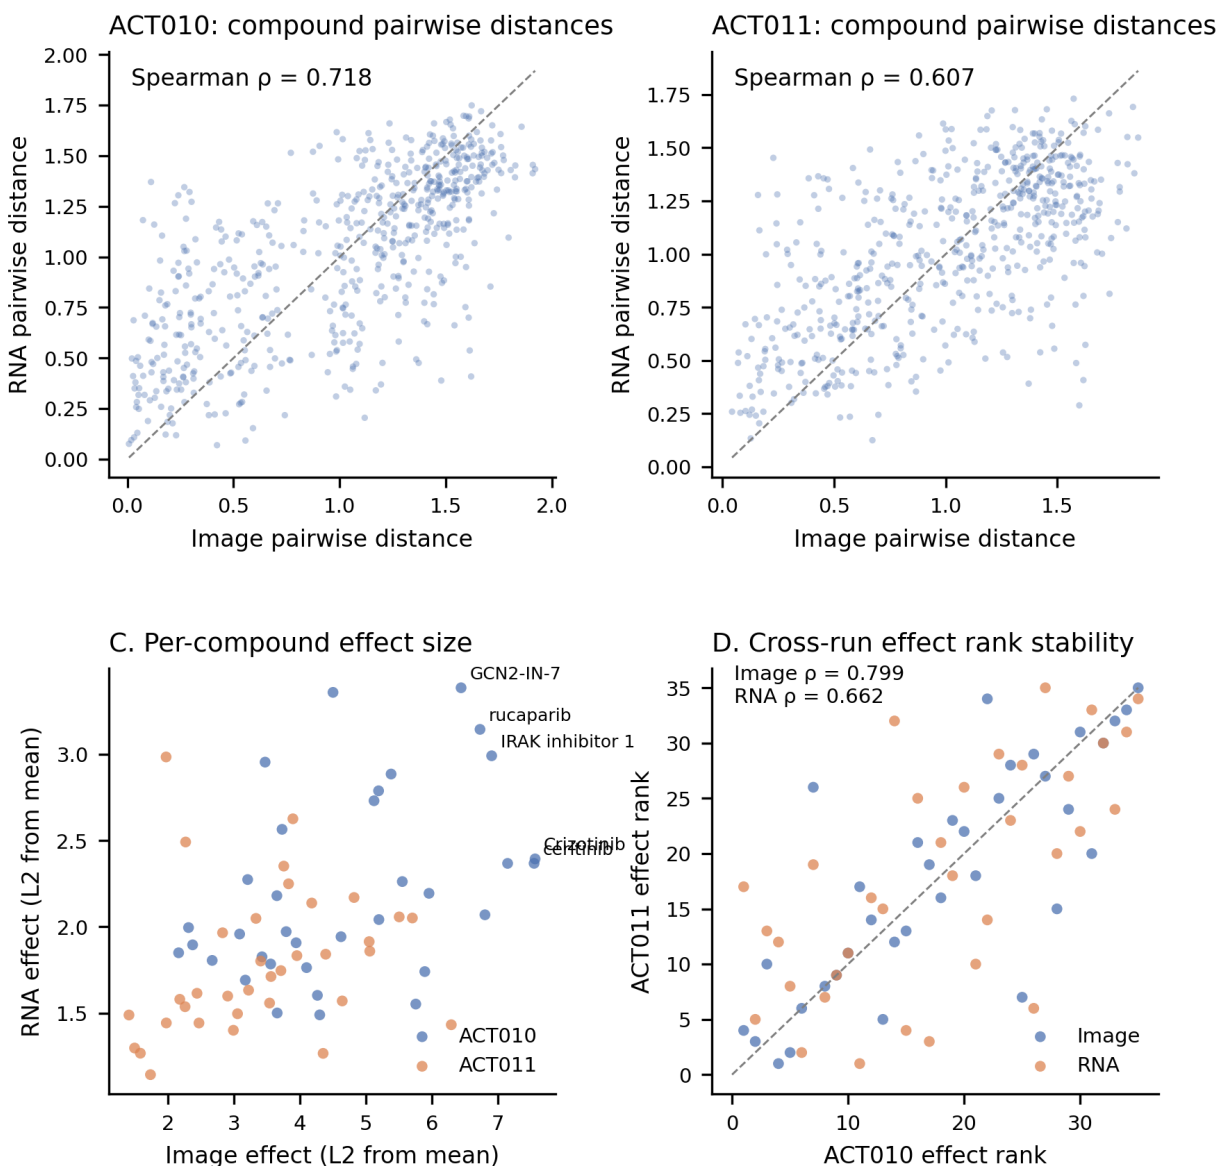 ACT010: compound pairwise distances
Spearman ρ = 0.718
2.00
1.75
1.50
1.25
1.00
0.75
0.50
0.25
0.00
RNA pairwise distance
0.0
0.5
1.0
1.5
2.0
Image pairwise distance
ACT011: compound pairwise distances
Spearman ρ = 0.607
1.75
1.50
1.25
1.00
0.75
0.50
0.25
0.00
RNA pairwise distance
0.0
0.5
1.0
1.5
Image pairwise distance
C. Per-compound effect size
GCN2-IN-7
rucaparib
IRAK inhibitor 1
Crizotinib
ceritinib
3.0
2.5
2.0
1.5
RNA effect (L2 from mean)
ACT010
ACT011
2
3
4
5
6
7
Image effect (L2 from mean)
D. Cross-run effect rank stability
Image ρ = 0.799
RNA ρ = 0.662
35
30
25
20
15
10
5
0
ACT011 effect rank
Image
RNA
0
10
20
30
ACT010 effect rank